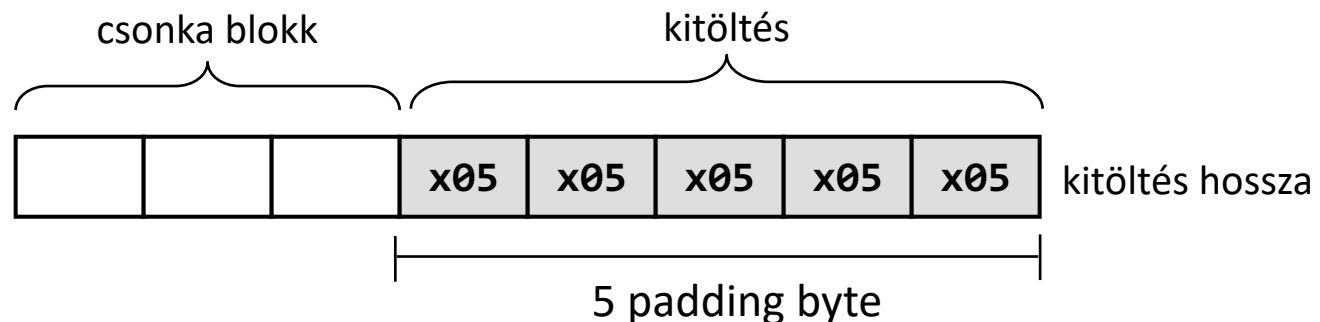 csonka blokk
kitöltés
x05 x05 x05 x05 x05
kitöltés hossza
5 padding byte